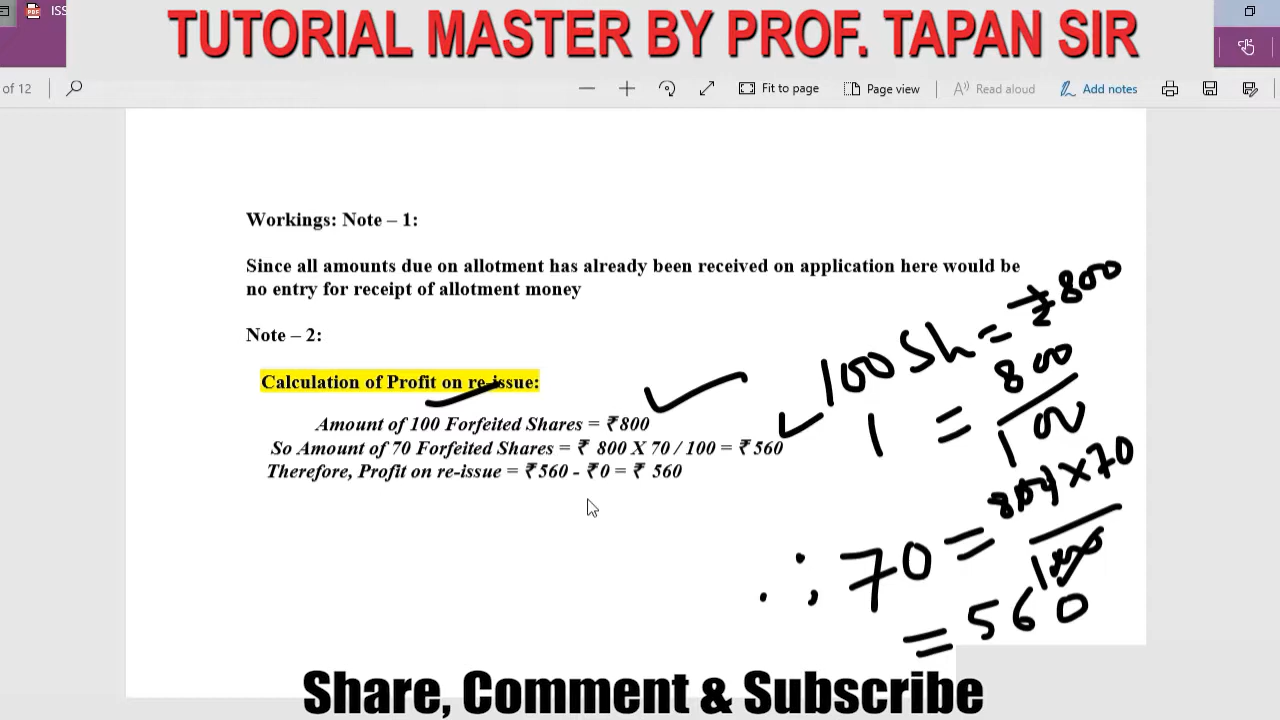 TUTORIAL MASTER BY PROF. TAPAN SIR
of 12
Fit to page
Page view
A Read aloud
Add notes
Workings: Note – 1:
Since all amounts due on allotment has already been received on application here would be
no entry for receipt of allotment money
Note – 2:
Calculation of Profit on re-issue:
Amount of 100 Forfeited Shares = ₹800
So Amount of 70 Forfeited Shares = ₹ 800 X 70 / 100 = ₹560
Therefore, Profit on re-issue = ₹560 - ₹0 = ₹ 560
100 Sh = ₹800
1 = 800
100
∴ 70 = 800 x 70
100
= 560
Share, Comment & Subscribe